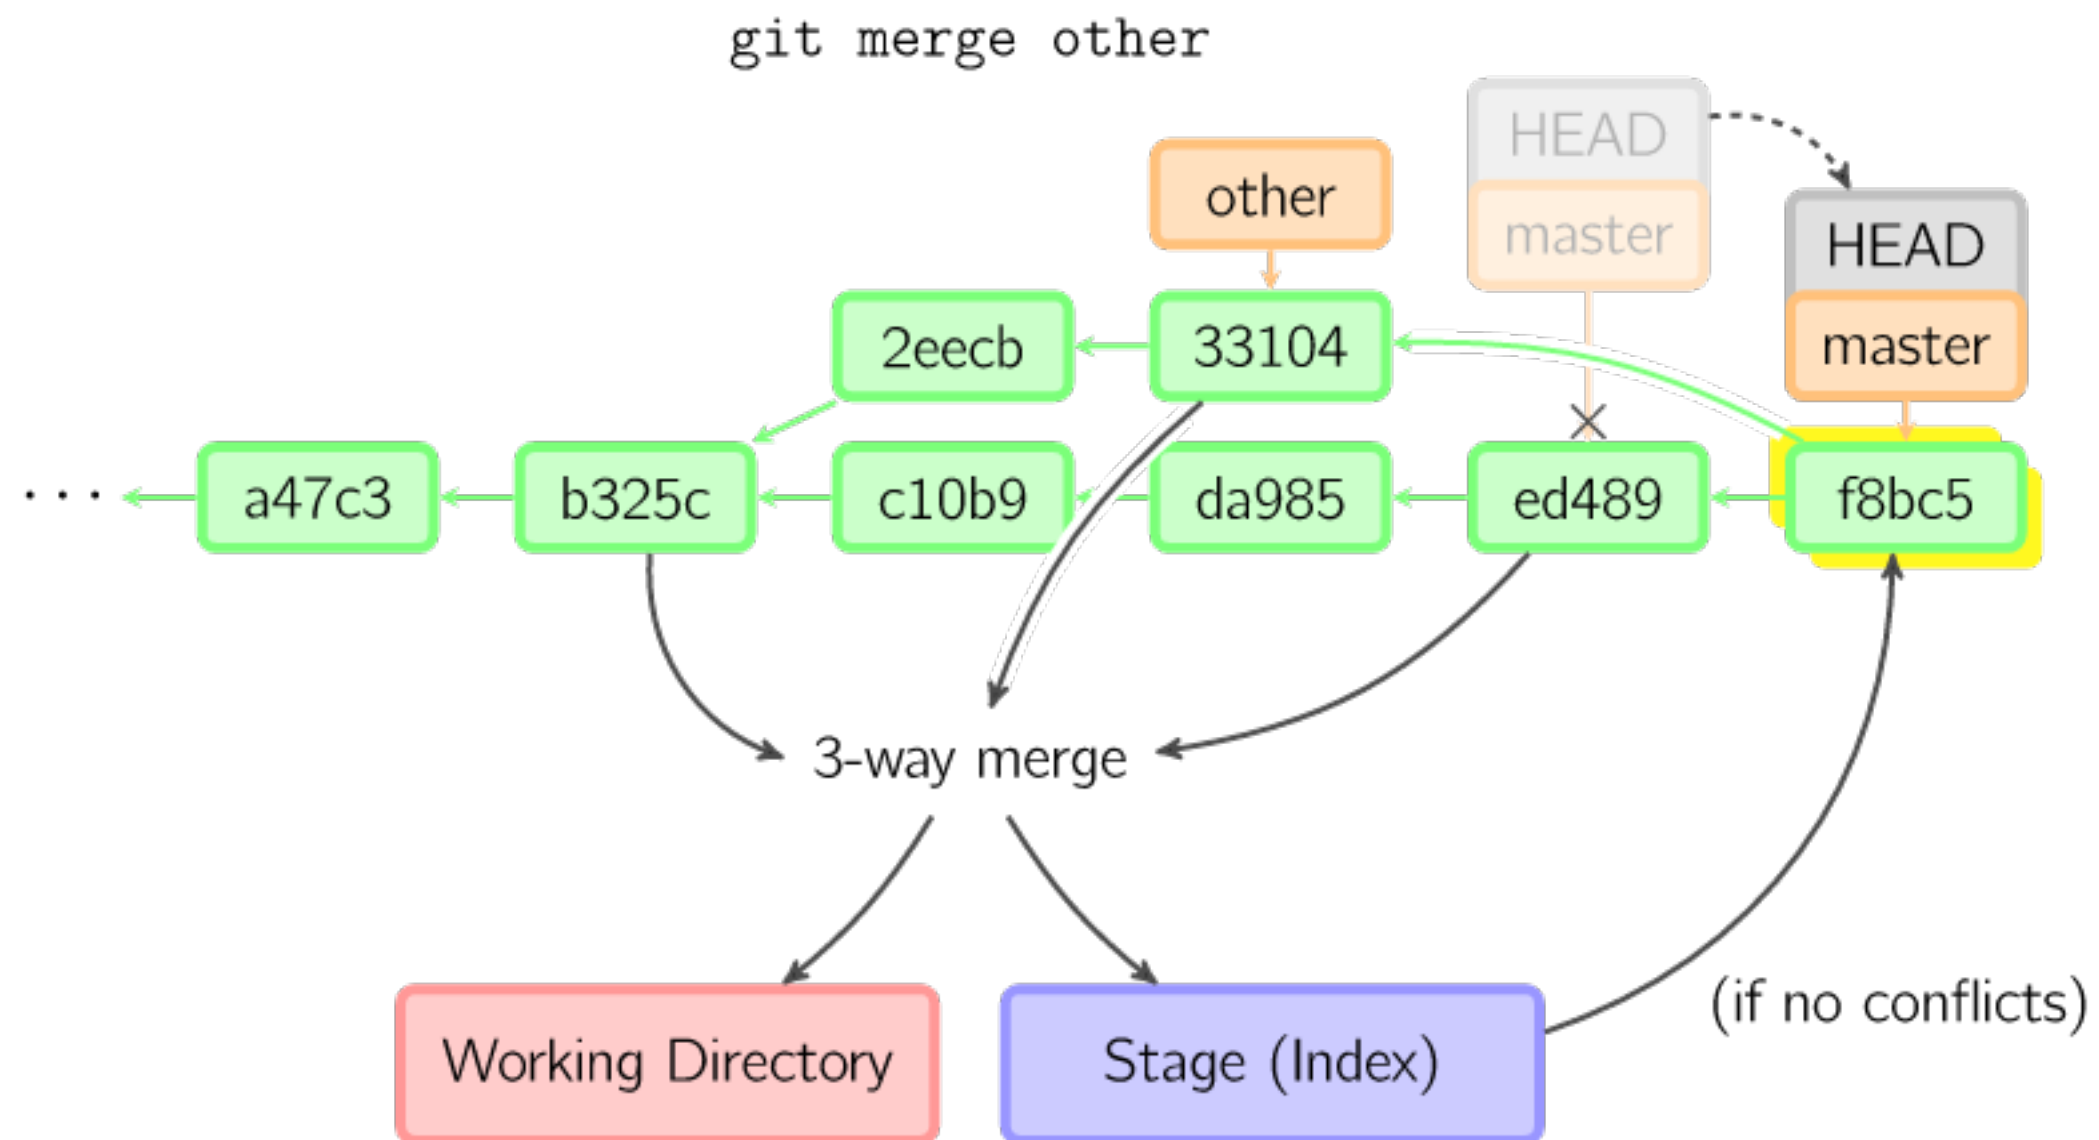 git merge other
HEAD
other
master
HEAD
2eecb
33104
master
...
a47c3
b325c
c10b9
da985
ed489
f8bc5
3-way merge
(if no conflicts)
Working Directory
Stage (Index)